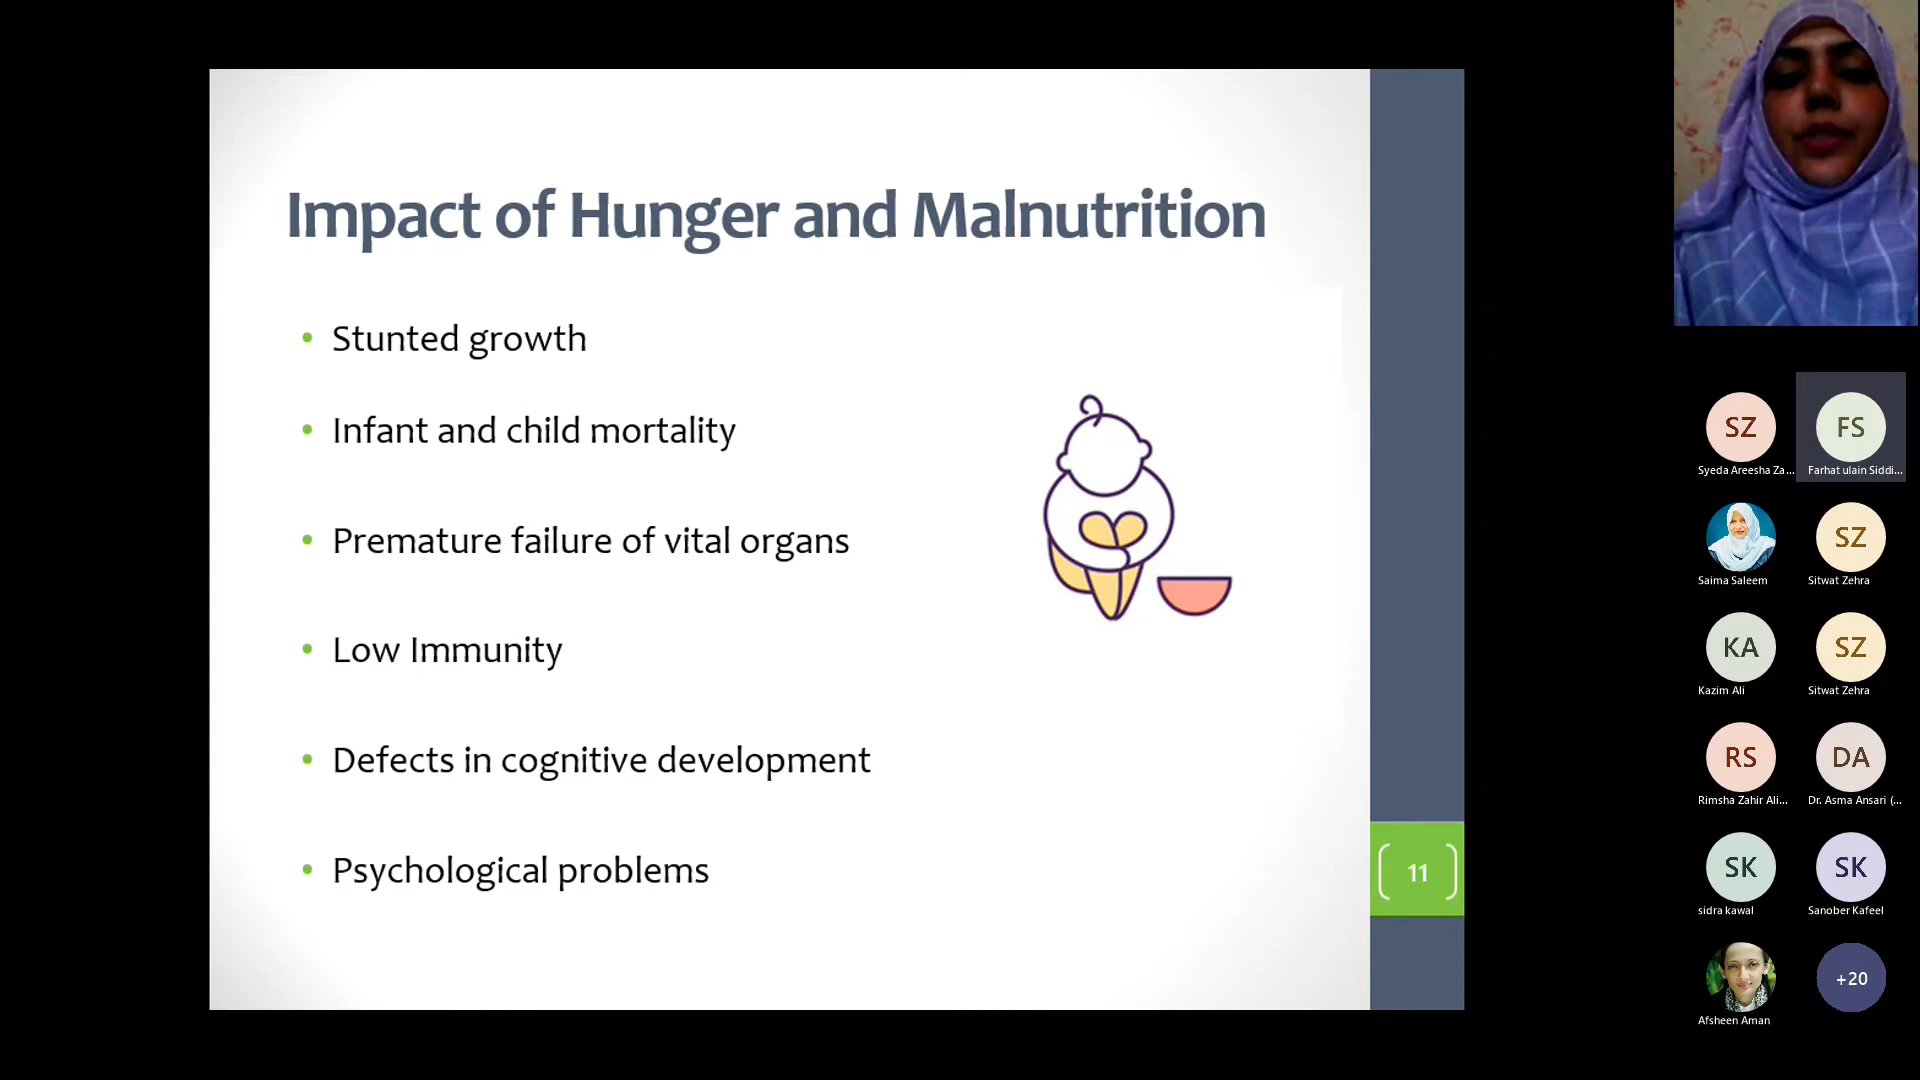 Impact of Hunger and Malnutrition
• Stunted growth
• Infant and child mortality
• Premature failure of vital organs
• Low Immunity
• Defects in cognitive development
• Psychological problems
11
SZ
Syeda Areesha Za...
FS
Farhat ulain Siddi...
Saima Saleem
SZ
Sitwat Zehra
KA
Kazim Ali
SZ
Sitwat Zehra
RS
Rimsha Zahir Ali...
DA
Dr. Asma Ansari (...
SK
sidra kawal
SK
Sanober Kafeel
Afsheen Aman
+20